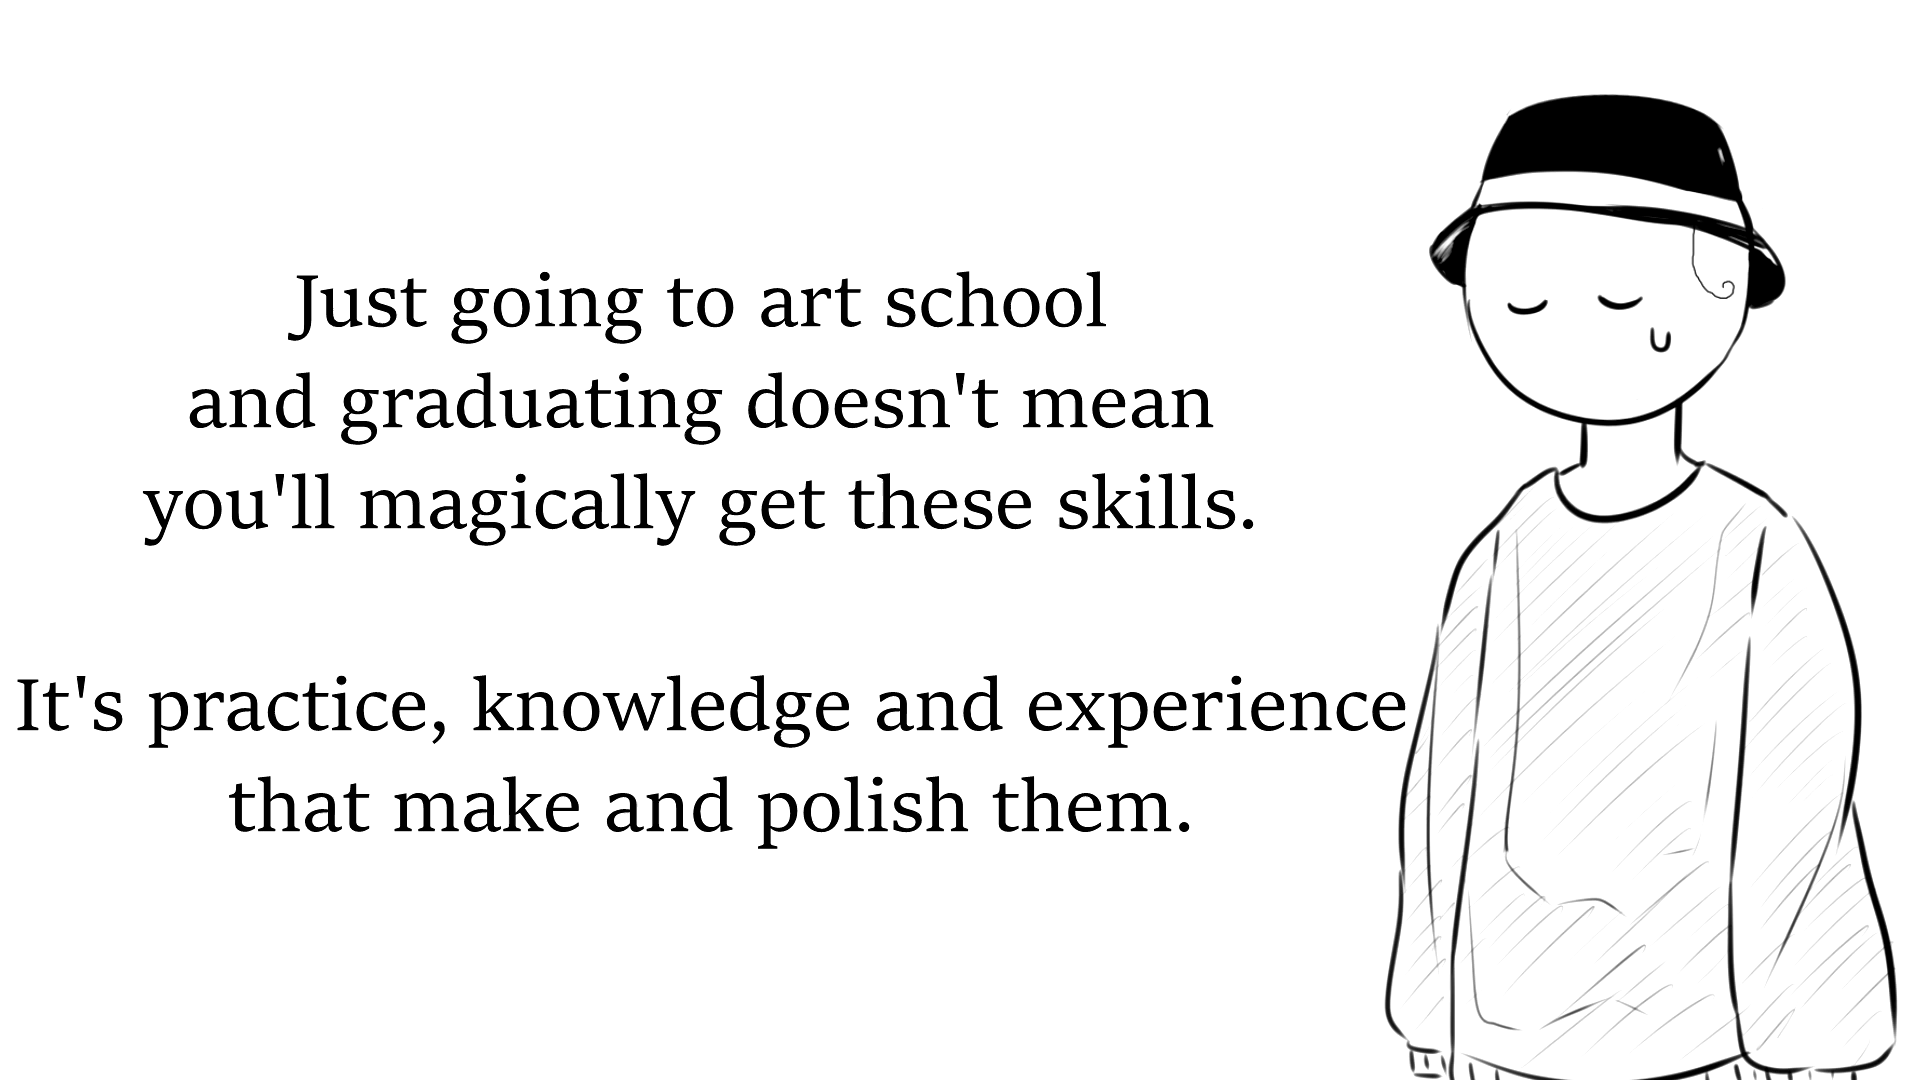 Just going to art school
and graduating doesn't mean
you'll magically get these skills.
It's practice, knowledge and experience
that make and polish them.